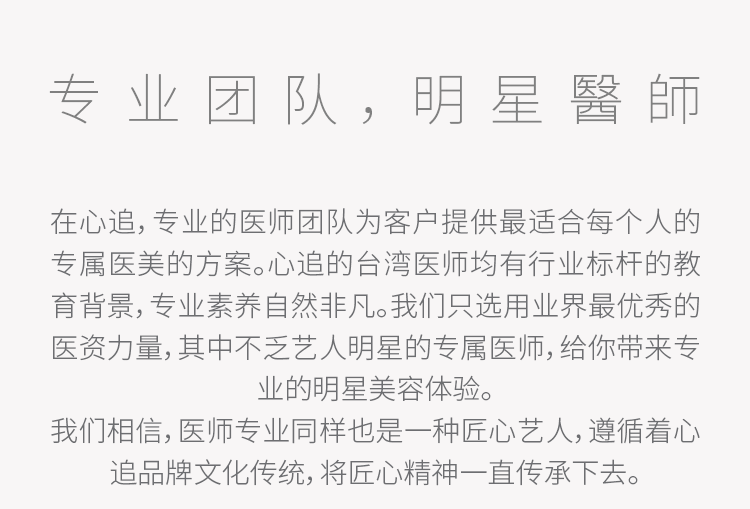 专业团队，明星醫師
在心追，专业的医师团队为客户提供最适合每个人的
专属医美的方案。心追的台湾医师均有行业标杆的教
育背景，专业素养自然非凡。我们只选用业界最优秀的
医资力量，其中不乏艺人明星的专属医师，给你带来专
业的明星美容体验。
我们相信，医师专业同样也是一种匠心艺人，遵循着心
追品牌文化传统，将匠心精神一直传承下去。